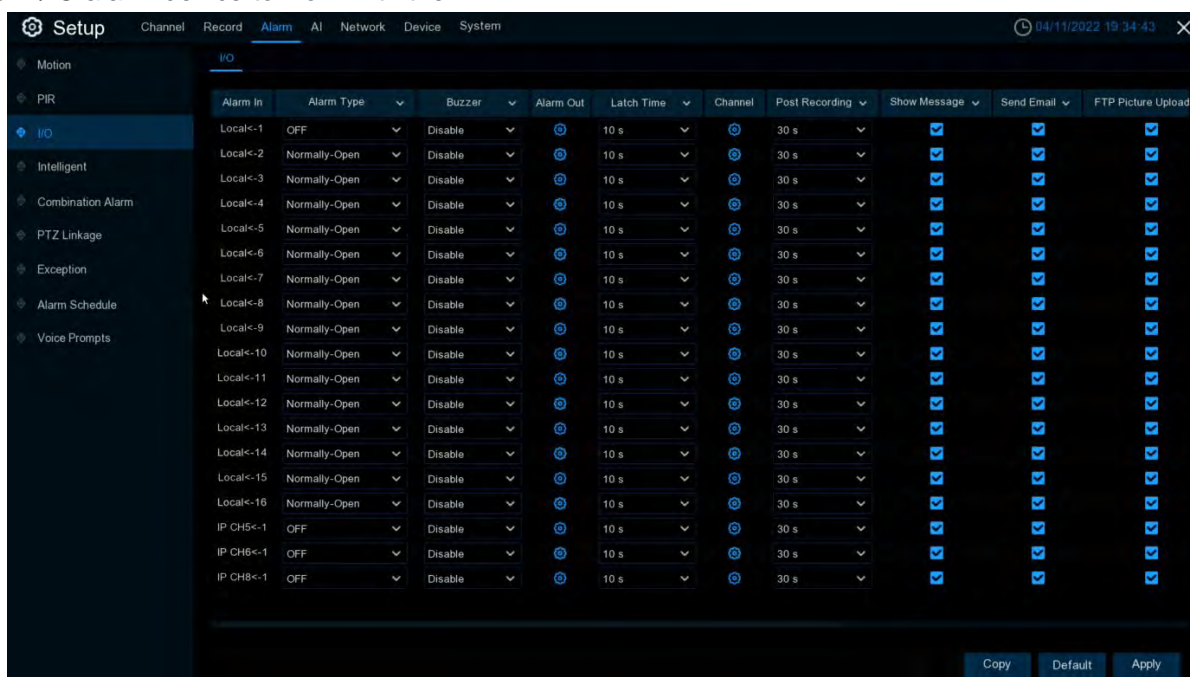 Setup Channel Record Alarm AI Network Device System 04/11/2022 19:34:43
Motion
PIR
I/O
Intelligent
Combination Alarm
PTZ Linkage
Exception
Alarm Schedule
Voice Prompts
I/O
Alarm In Alarm Type Buzzer Alarm Out Latch Time Channel Post Recording Show Message Send Email FTP Picture Upload
Local<-1 OFF Disable 10 s 30 s
Local<-2 Normally-Open Disable 10 s 30 s
Local<-3 Normally-Open Disable 10 s 30 s
Local<-4 Normally-Open Disable 10 s 30 s
Local<-5 Normally-Open Disable 10 s 30 s
Local<-6 Normally-Open Disable 10 s 30 s
Local<-7 Normally-Open Disable 10 s 30 s
Local<-8 Normally-Open Disable 10 s 30 s
Local<-9 Normally-Open Disable 10 s 30 s
Local<-10 Normally-Open Disable 10 s 30 s
Local<-11 Normally-Open Disable 10 s 30 s
Local<-12 Normally-Open Disable 10 s 30 s
Local<-13 Normally-Open Disable 10 s 30 s
Local<-14 Normally-Open Disable 10 s 30 s
Local<-15 Normally-Open Disable 10 s 30 s
Local<-16 Normally-Open Disable 10 s 30 s
IP CH5<-1 OFF Disable 10 s 30 s
IP CH6<-1 OFF Disable 10 s 30 s
IP CH8<-1 OFF Disable 10 s 30 s
Copy Default Apply